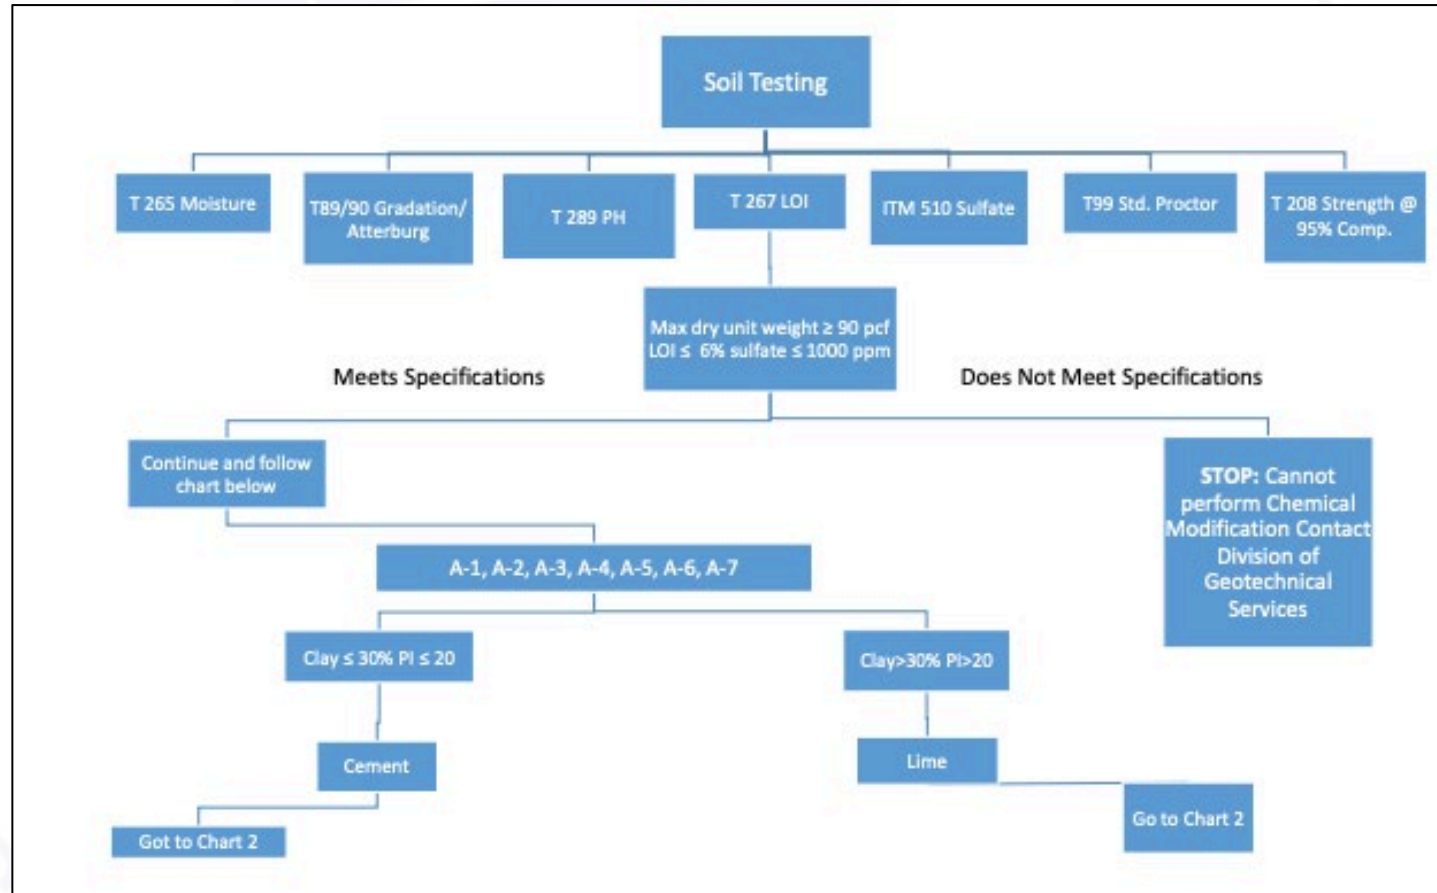 Soil Testing
T 265 Moisture
T89/90 Gradation/
Atterburg
T 289 PH
T 267 LOI
ITM 510 Sulfate
T99 Std. Proctor
T 208 Strength @
95% Comp.
Max dry unit weight ≥ 90 pcf
LOI ≤ 6% sulfate ≤ 1000 ppm
Meets Specifications
Does Not Meet Specifications
Continue and follow
chart below
STOP: Cannot
perform Chemical
Modification Contact
Division of
Geotechnical
Services
A-1, A-2, A-3, A-4, A-5, A-6, A-7
Clay ≤ 30% PI ≤ 20
Clay>30% PI>20
Cement
Lime
Got to Chart 2
Go to Chart 2